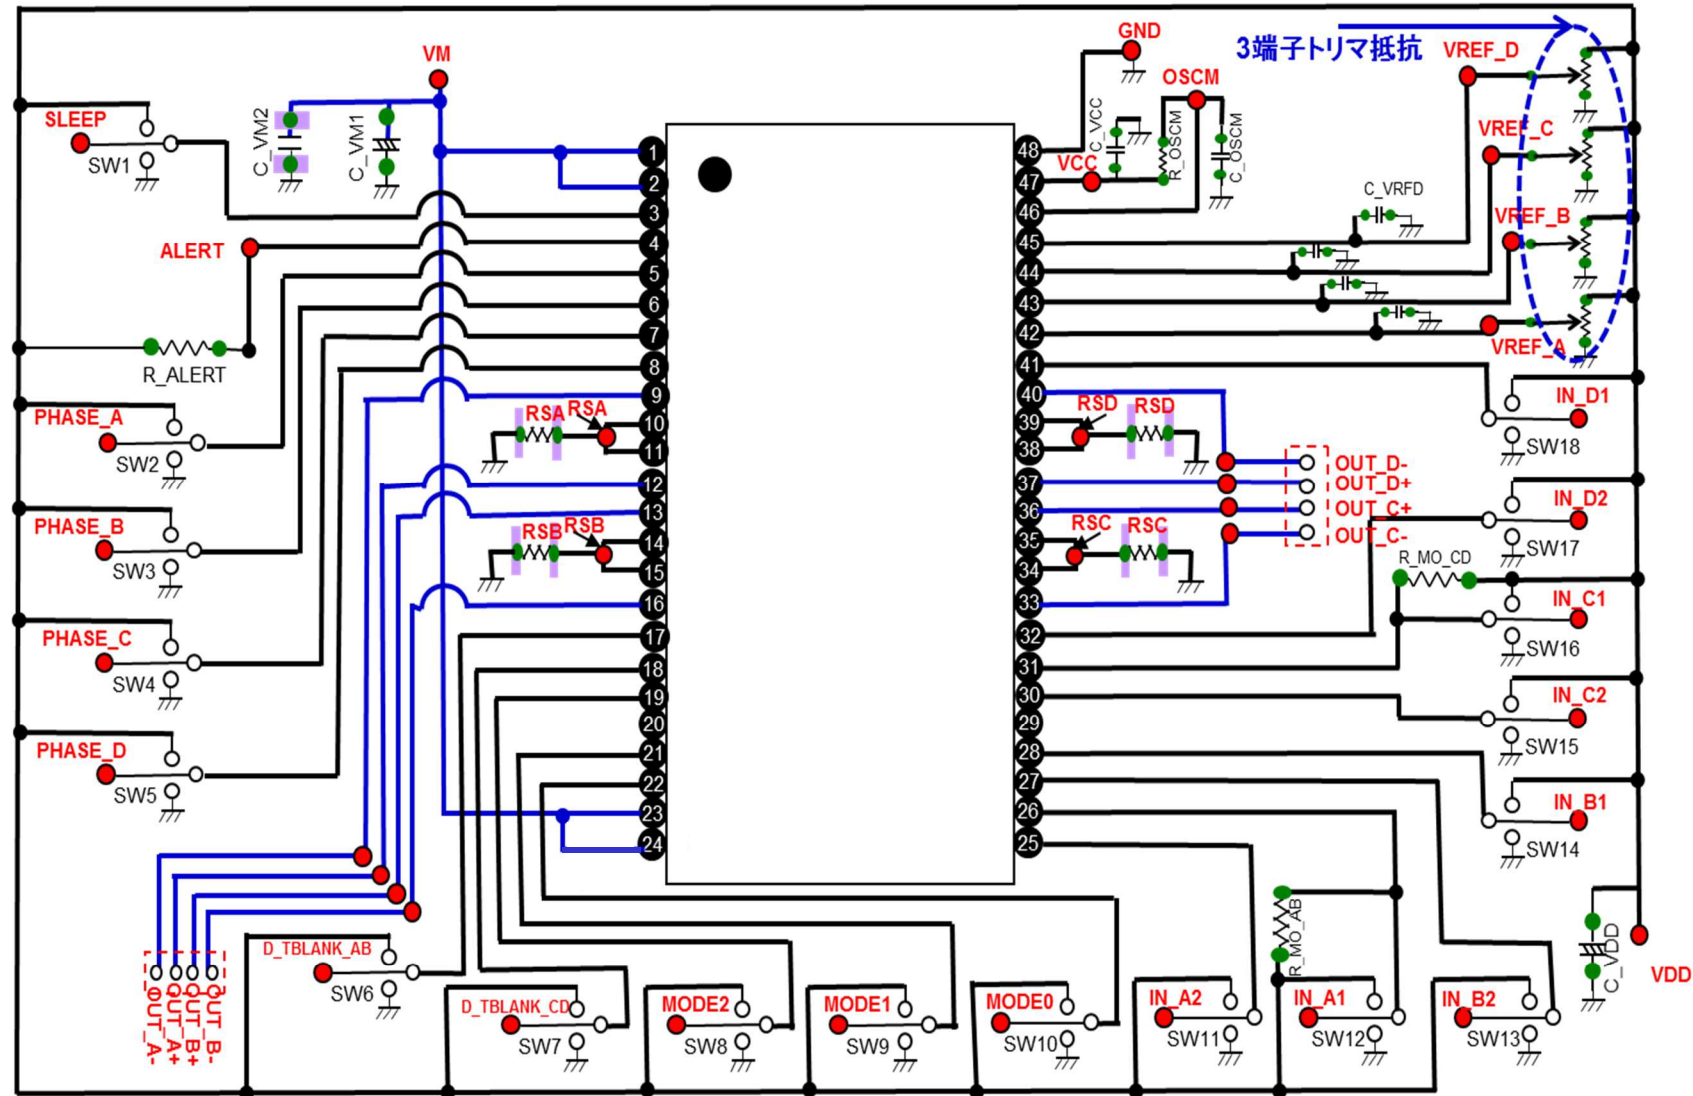 GND
3端子トリマ抵抗
VREF_D
VM
OSCM
SLEEP
SW1
C_VM2
C_VM1
C_VCC
VCC
R_OSCM
C_OSCM
VREF_C
C_VRFD
VREF_B
VREF_A
ALERT
R_ALERT
1
2
3
4
5
6
7
8
9
10
11
12
13
14
15
16
17
18
19
20
21
22
23
24
48
47
46
45
44
43
42
41
40
39
38
37
36
35
34
33
32
31
30
29
28
27
26
25
PHASE_A
SW2
PHASE_B
SW3
PHASE_C
SW4
PHASE_D
SW5
RSA
RSA
RSB
RSB
RSD
RSD
RSC
RSC
OUT_D-
OUT_D+
OUT_C+
OUT_C-
IN_D1
SW18
IN_D2
SW17
R_MO_CD
IN_C1
SW16
IN_C2
SW15
IN_B1
SW14
C_VDD
VDD
OUT_A-
OUT_A+
OUT_B+
OUT_B-
D_TBLANK_AB
SW6
D_TBLANK_CD
SW7
MODE2
SW8
MODE1
SW9
MODE0
SW10
IN_A2
SW11
R_MO_AB
IN_A1
SW12
IN_B2
SW13